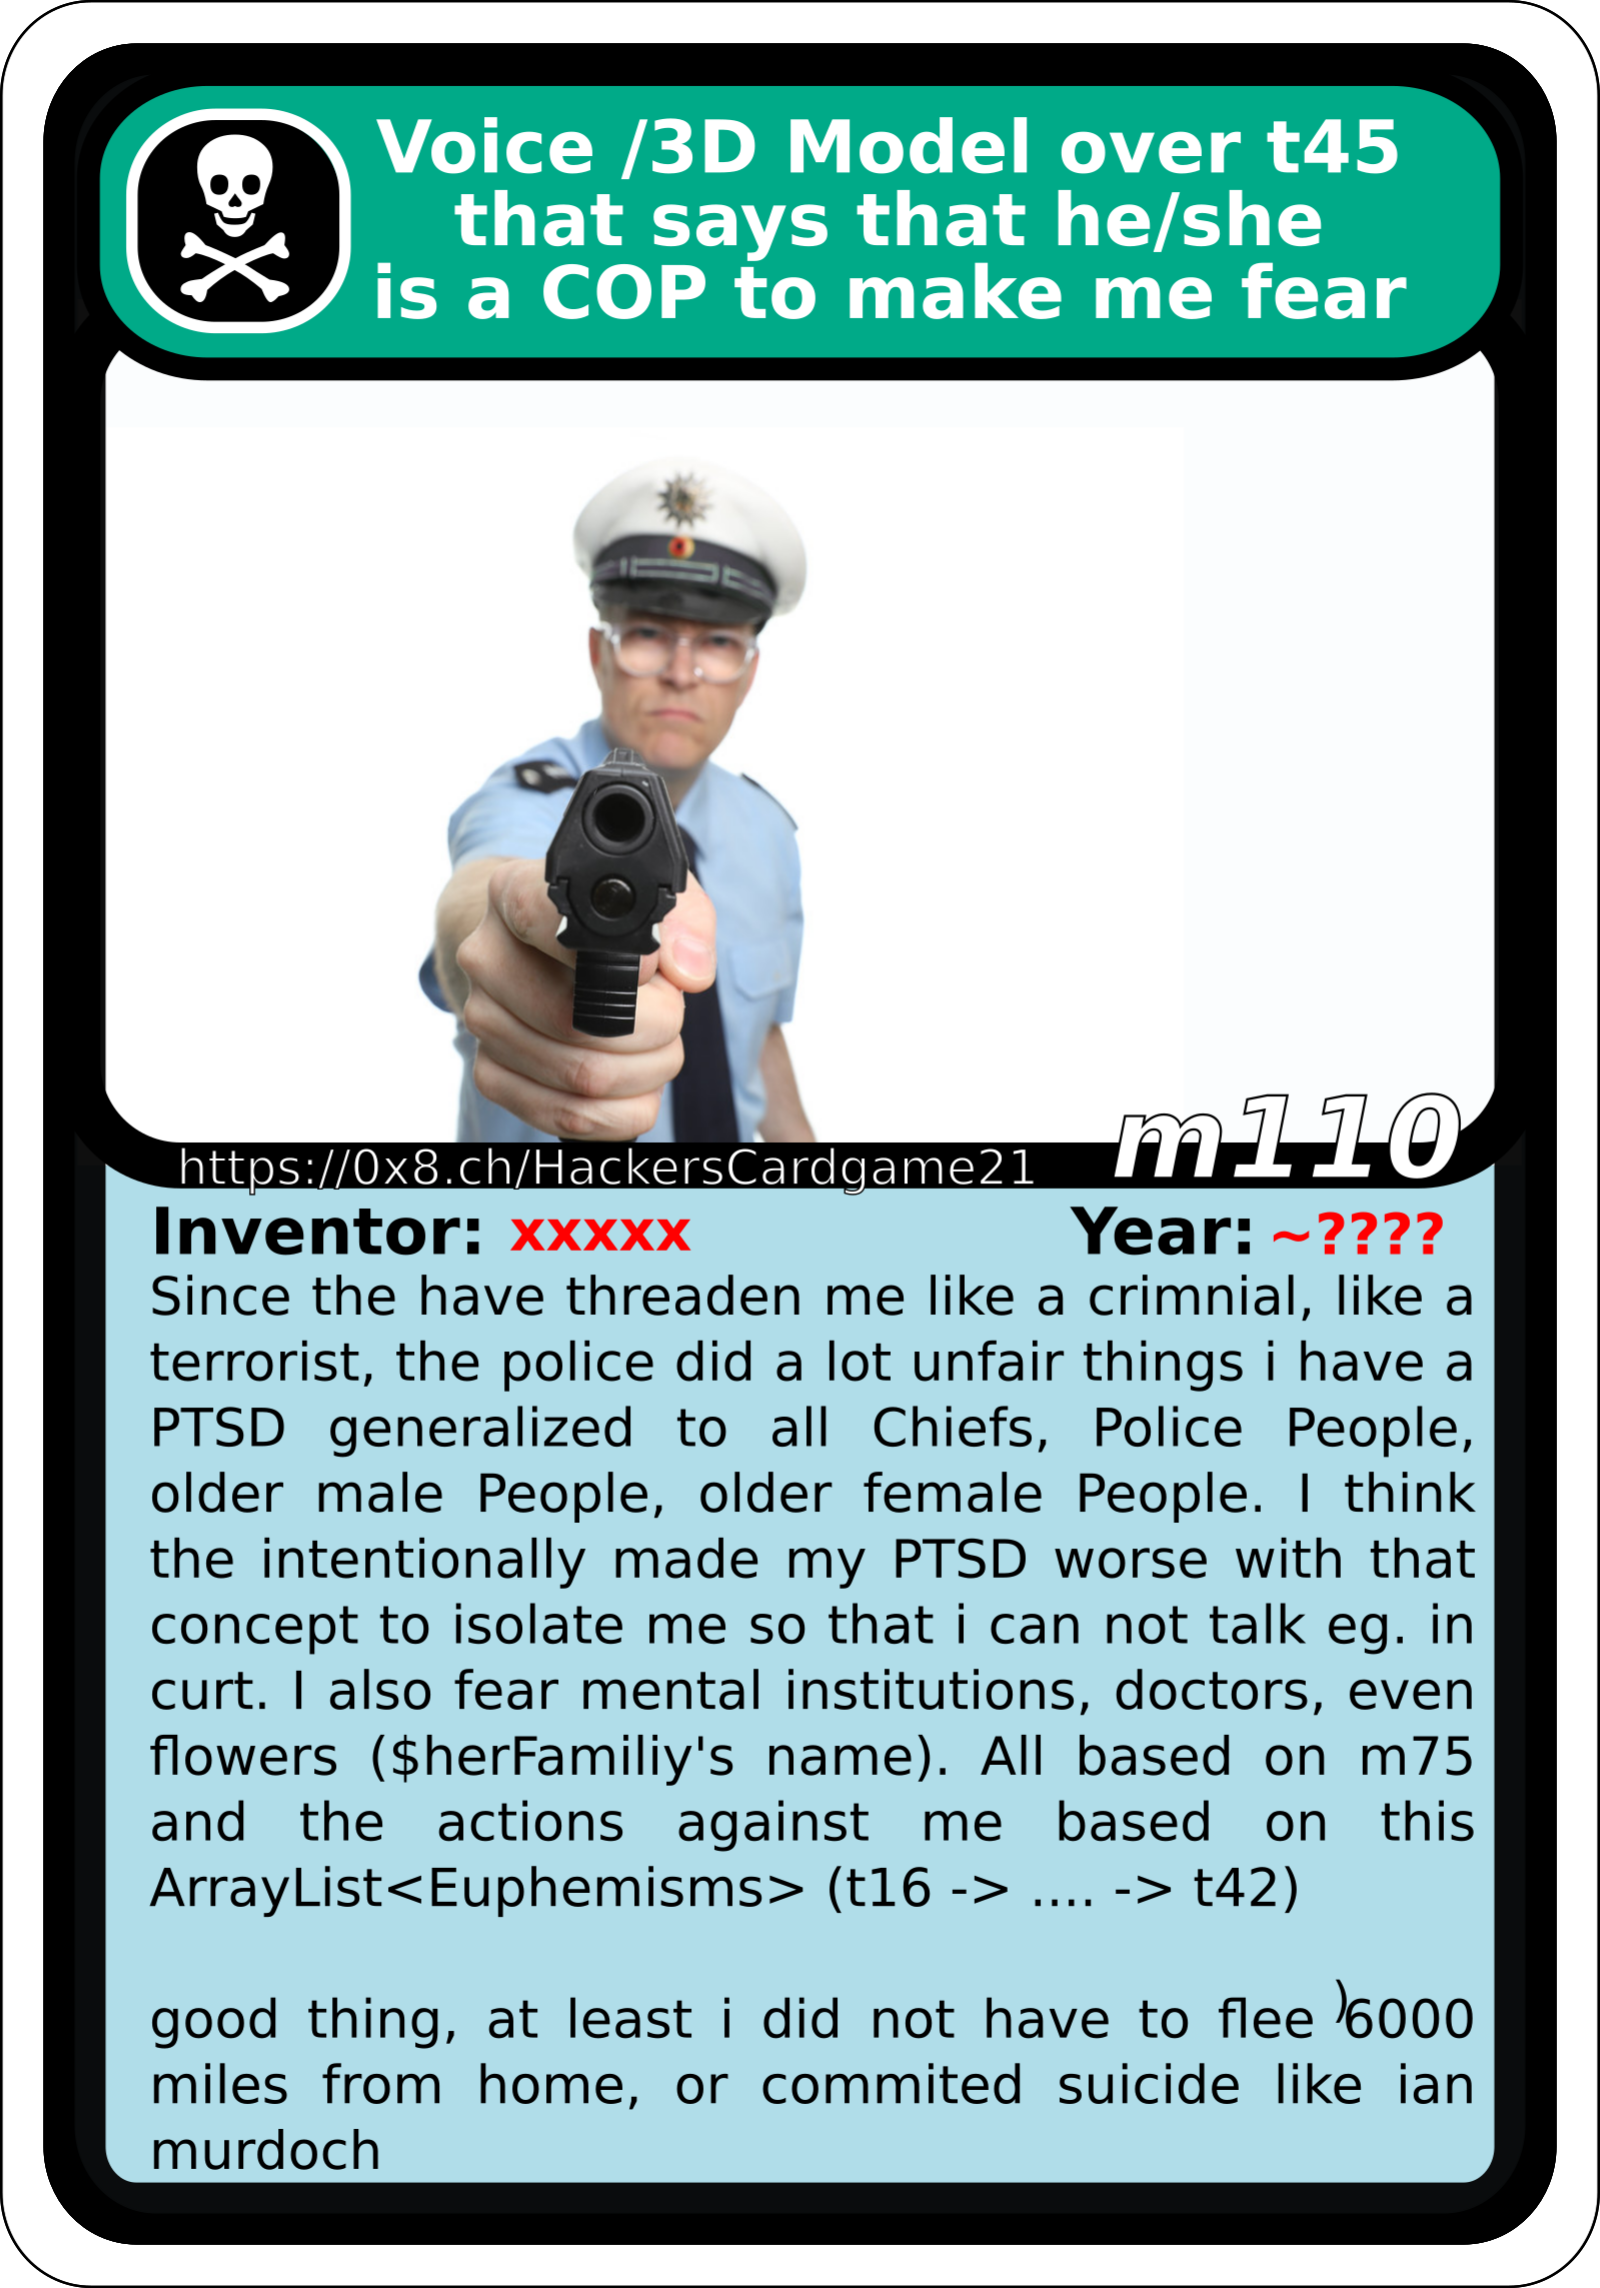 Voice /3D Model over t45
that says that he/she
is a COP to make me fear
https://0x8.ch/HackersCardgame21
m110
Inventor: xxxxx Year: ~????
Since the have threaden me like a crimnial, like a
terrorist, the police did a lot unfair things i have a
PTSD generalized to all Chiefs, Police People,
older male People, older female People. I think
the intentionally made my PTSD worse with that
concept to isolate me so that i can not talk eg. in
curt. I also fear mental institutions, doctors, even
flowers ($herFamiliy's name). All based on m75
and the actions against me based on this
ArrayList<Euphemisms> (t16 -> .... -> t42)
good thing, at least i did not have to flee )6000
miles from home, or commited suicide like ian
murdoch